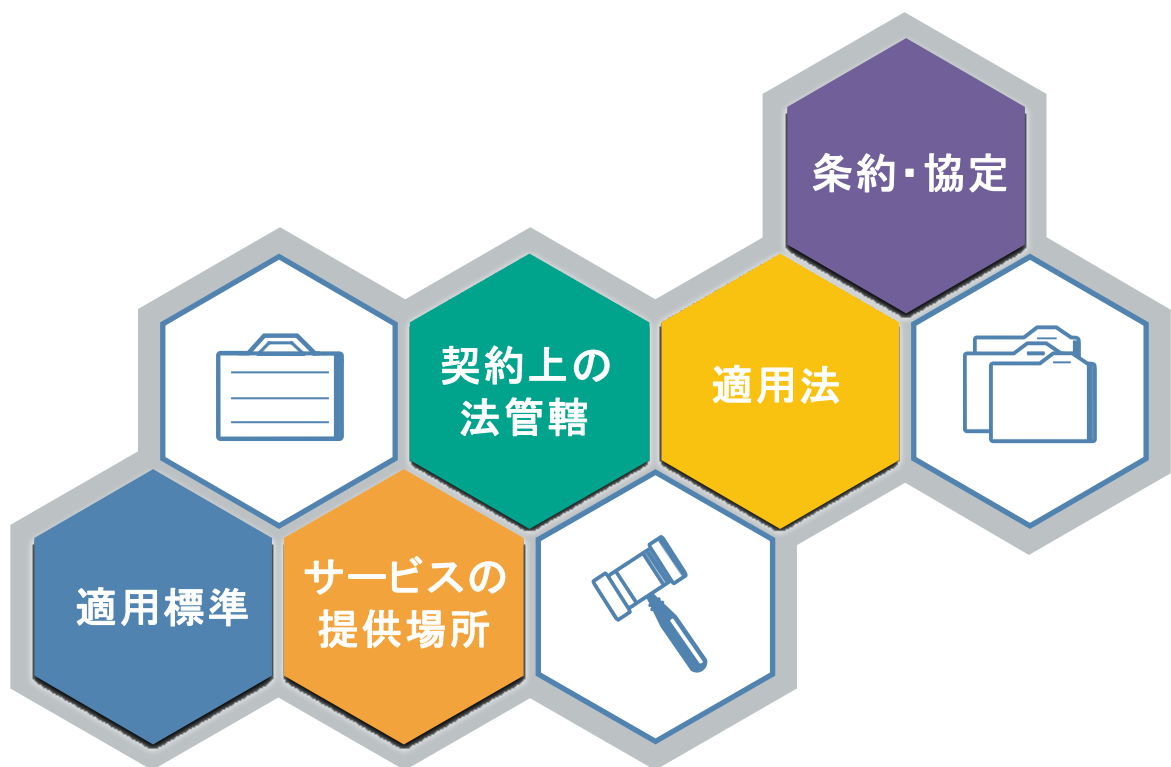 条約・協定
契約上の
法管轄
適用法
適用標準
サービスの
提供場所